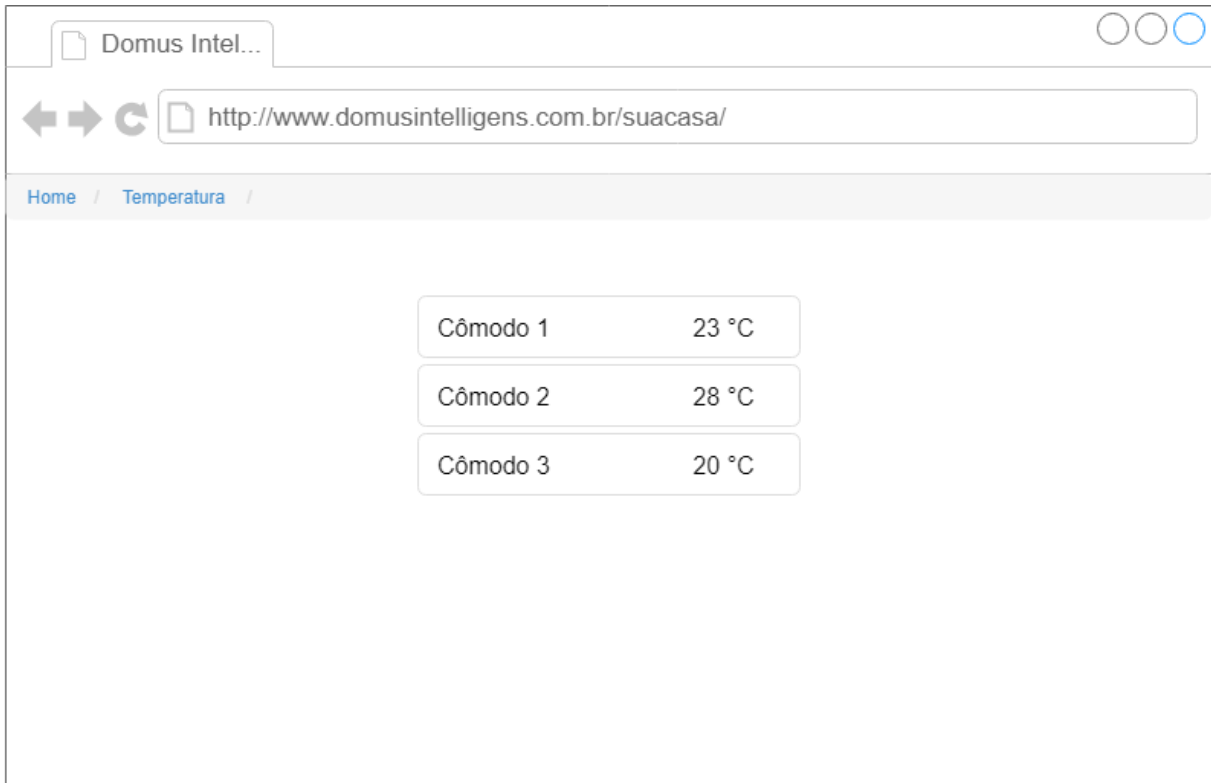 Domus Intel...
http://www.domusintelligens.com.br/suacasa/
Home / Temperatura /
Cômodo 1 23 °C
Cômodo 2 28 °C
Cômodo 3 20 °C